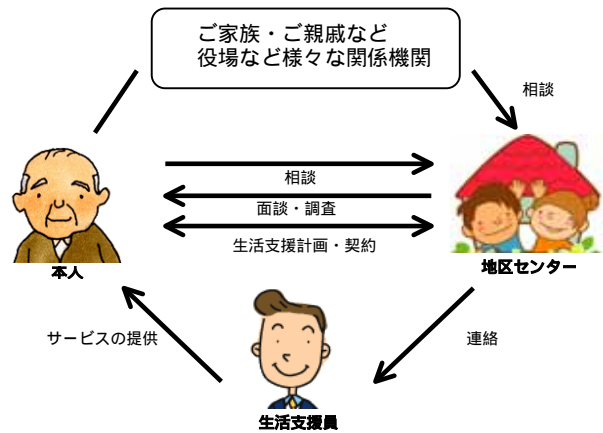 ご家族・ご親戚など
役場など様々な関係機関
相談
相談
面談・調査
生活支援計画・契約
本人
地区センター
サービスの提供
連絡
生活支援員